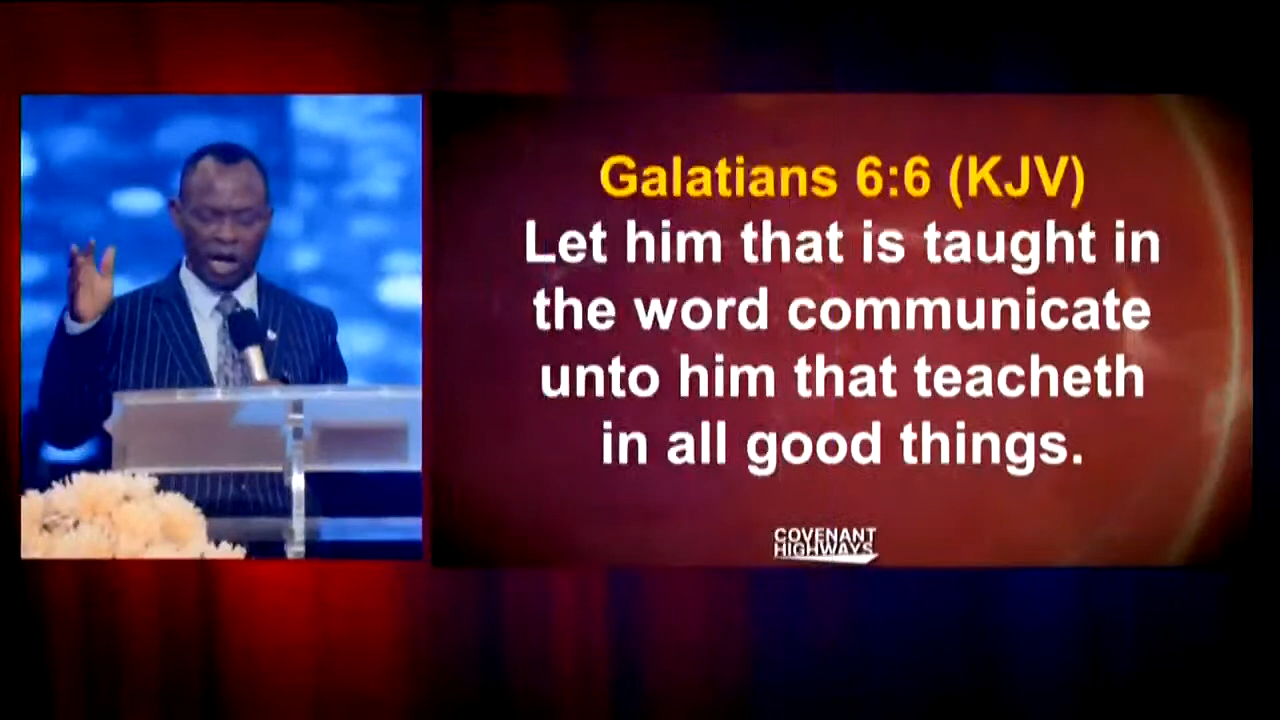 Galatians 6:6 (KJV)
Let him that is taught in
the word communicate
unto him that teacheth
in all good things.
COVENANT
HIGHWAYS